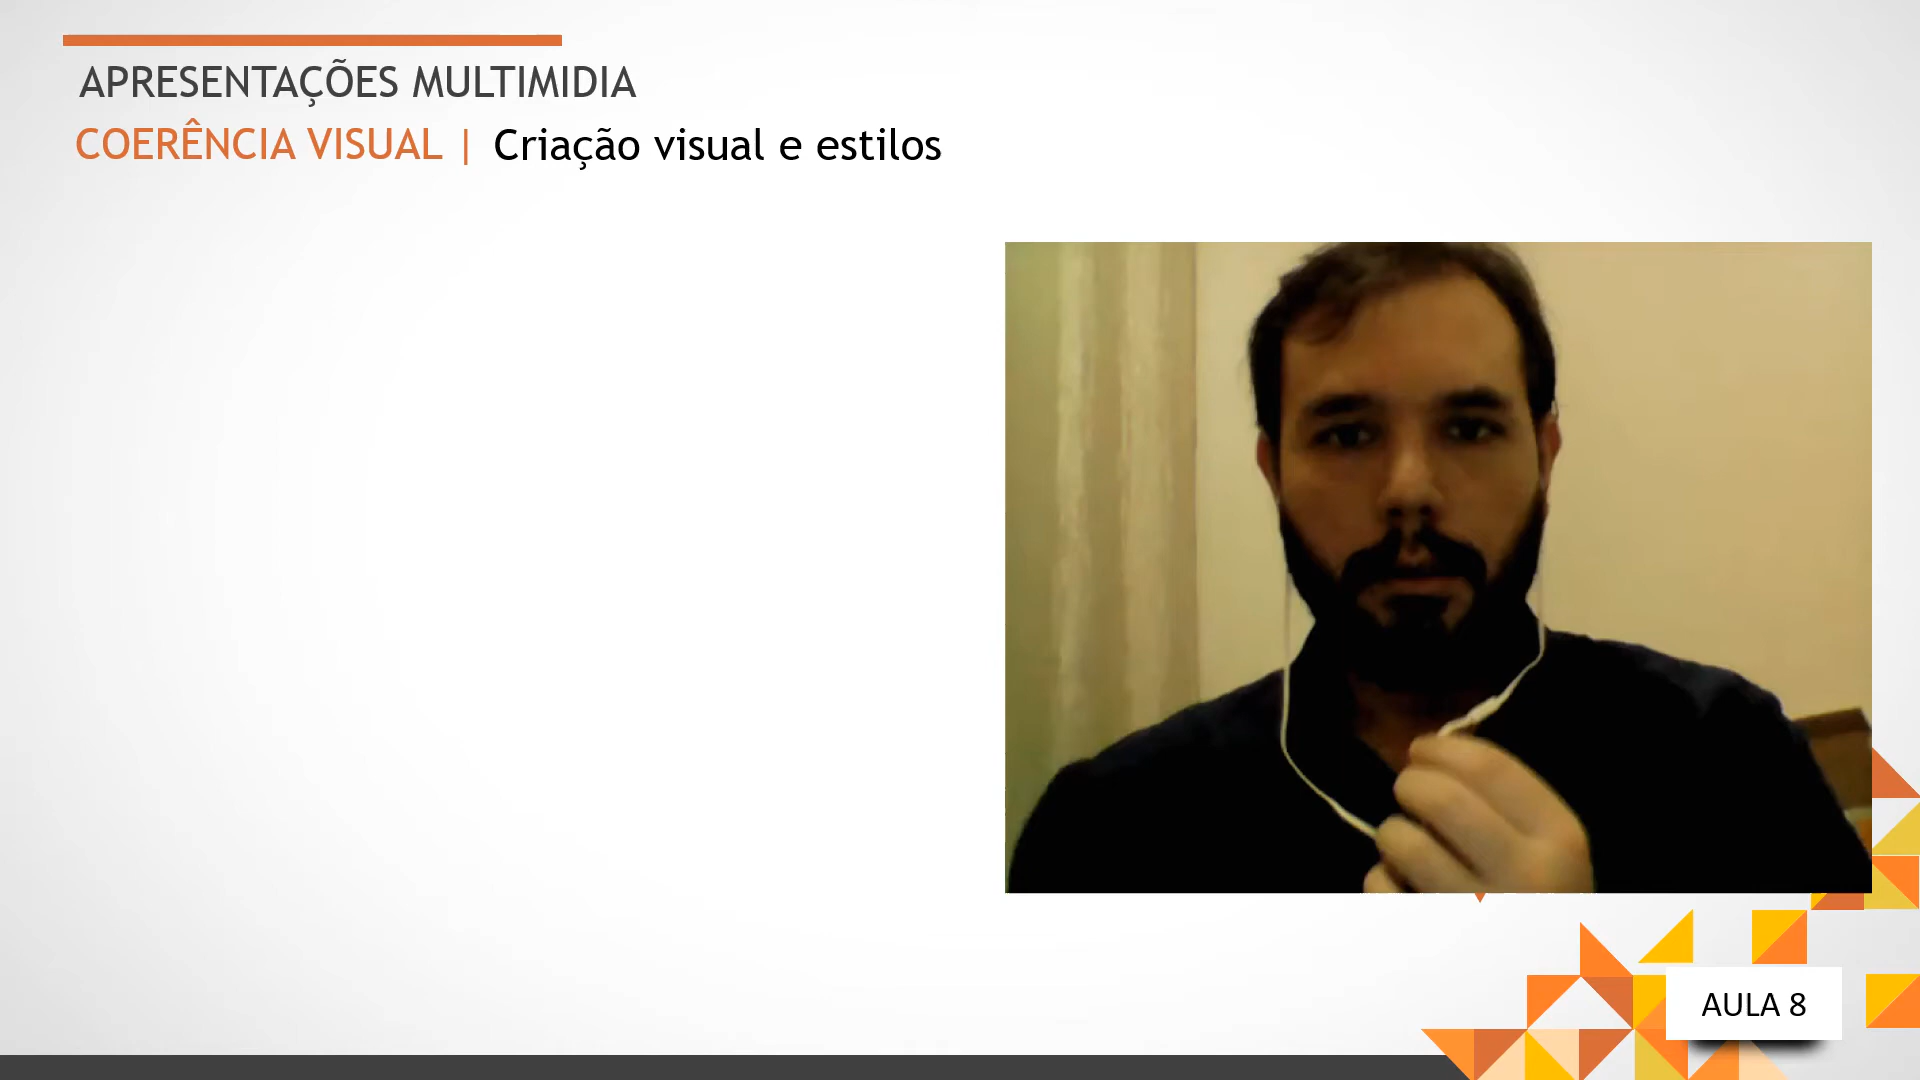 APRESENTAÇÕES MULTIMIDIA
COERÊNCIA VISUAL | Criação visual e estilos
AULA 8